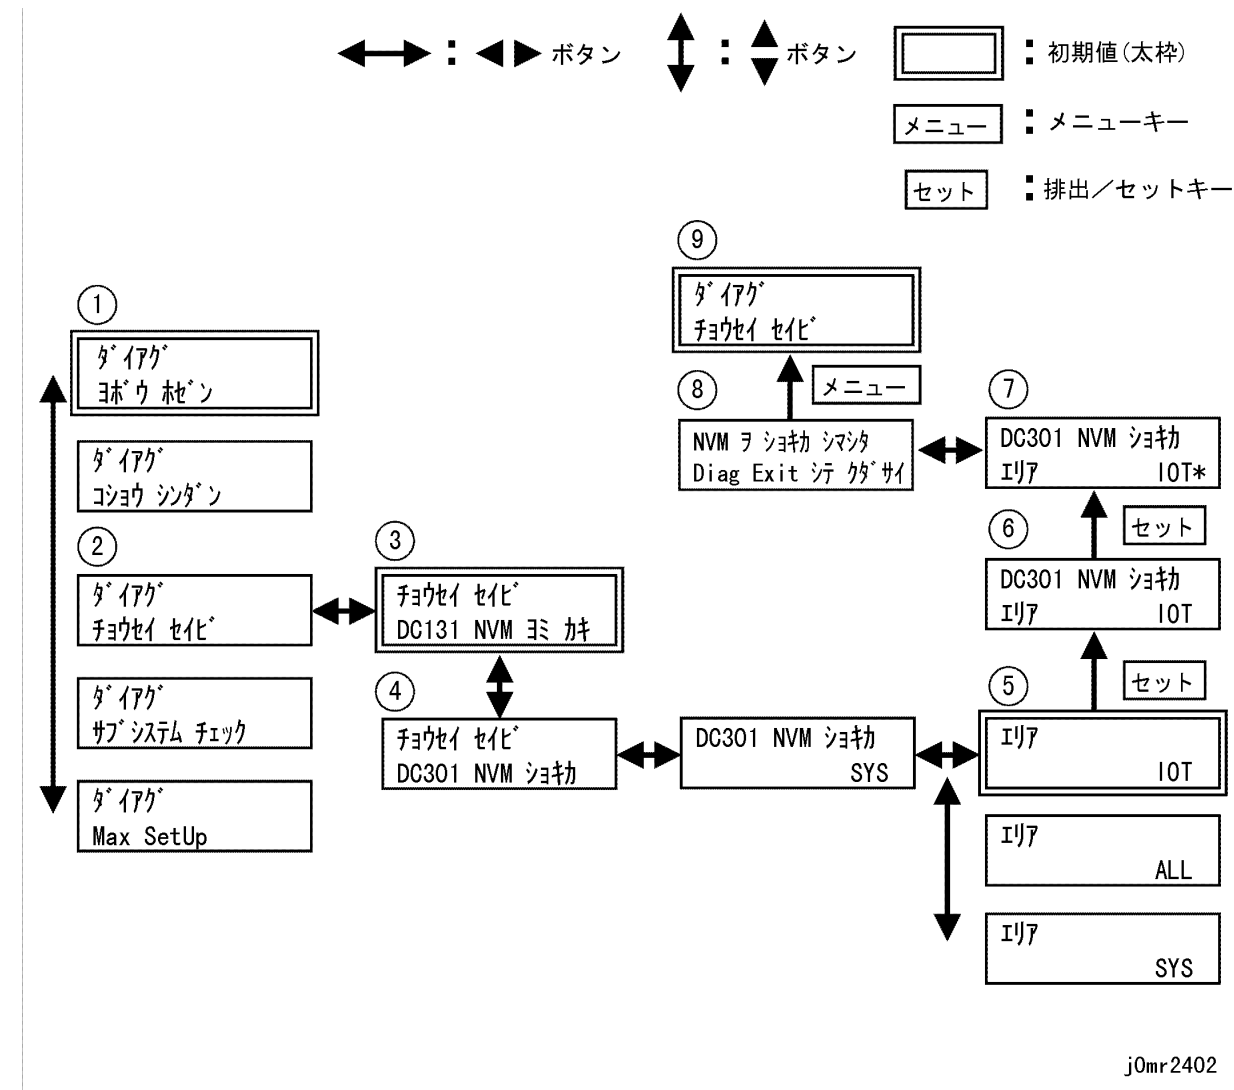 : ボタン
: ボタン
: 初期値(太枠)
メニュー : メニューキー
セット : 排出／セットキー
①
ﾀﾞｲｱｸﾞ
ﾖﾎﾞｳ ﾎｾﾞﾝ
ﾀﾞｲｱｸﾞ
ｺｼｮｳ ｼﾝﾀﾞﾝ
②
ﾀﾞｲｱｸﾞ
ﾁｮｳｾｲ ｾｲﾋﾞ
ﾀﾞｲｱｸﾞ
ｻﾌﾞｼｽﾃﾑ ﾁｪｯｸ
ﾀﾞｲｱｸﾞ
Max SetUp
③
ﾁｮｳｾｲ ｾｲﾋﾞ
DC131 NVM ﾖﾐ ｶｷ
④
ﾁｮｳｾｲ ｾｲﾋﾞ
DC301 NVM ｼｮｷｶ
DC301 NVM ｼｮｷｶ
SYS
⑤
ｴﾘｱ
IOT
ｴﾘｱ
ALL
ｴﾘｱ
SYS
セット
⑥
DC301 NVM ｼｮｷｶ
ｴﾘｱ IOT
セット
⑦
DC301 NVM ｼｮｷｶ
ｴﾘｱ IOT*
⑧
NVM ｦ ｼｮｷｶ ｼﾏｼﾀ
Diag Exit ｼﾃ ｸﾀﾞｻｲ
メニュー
⑨
ﾀﾞｲｱｸﾞ
ﾁｮｳｾｲ ｾｲﾋﾞ
j0mr2402